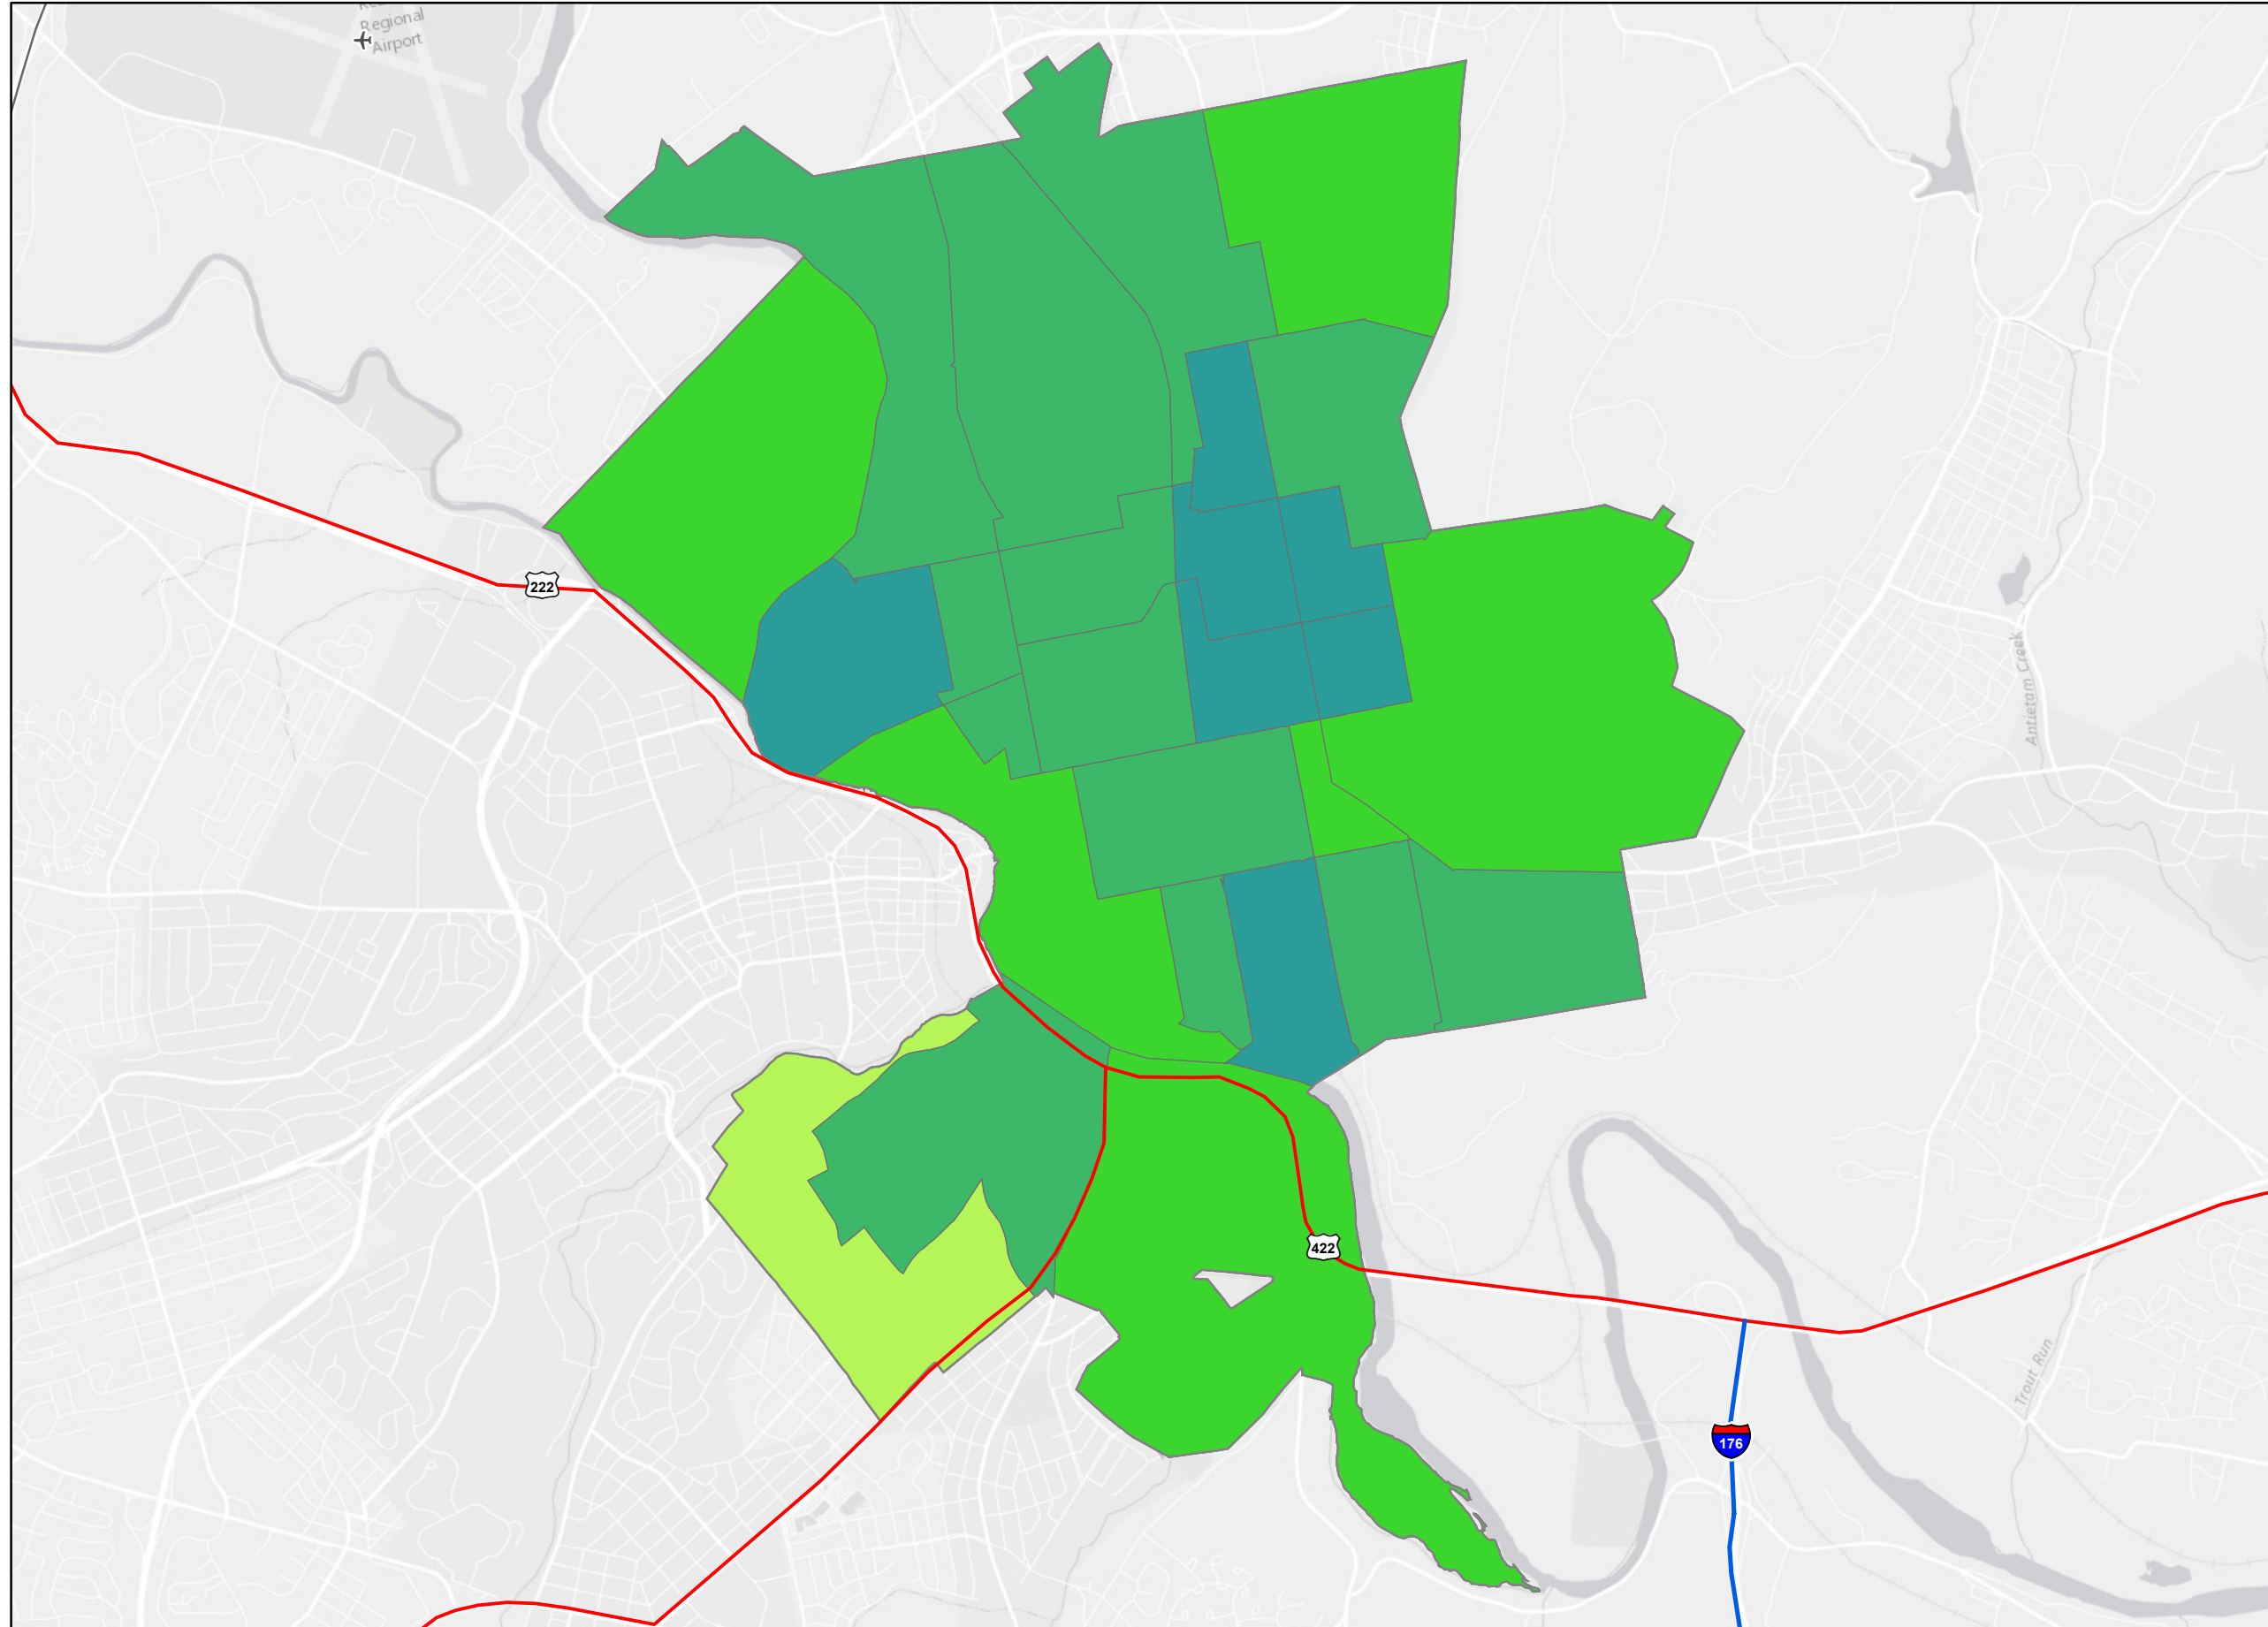 Regional
Airport
222
Antietam Creek
422
Trout Run
176